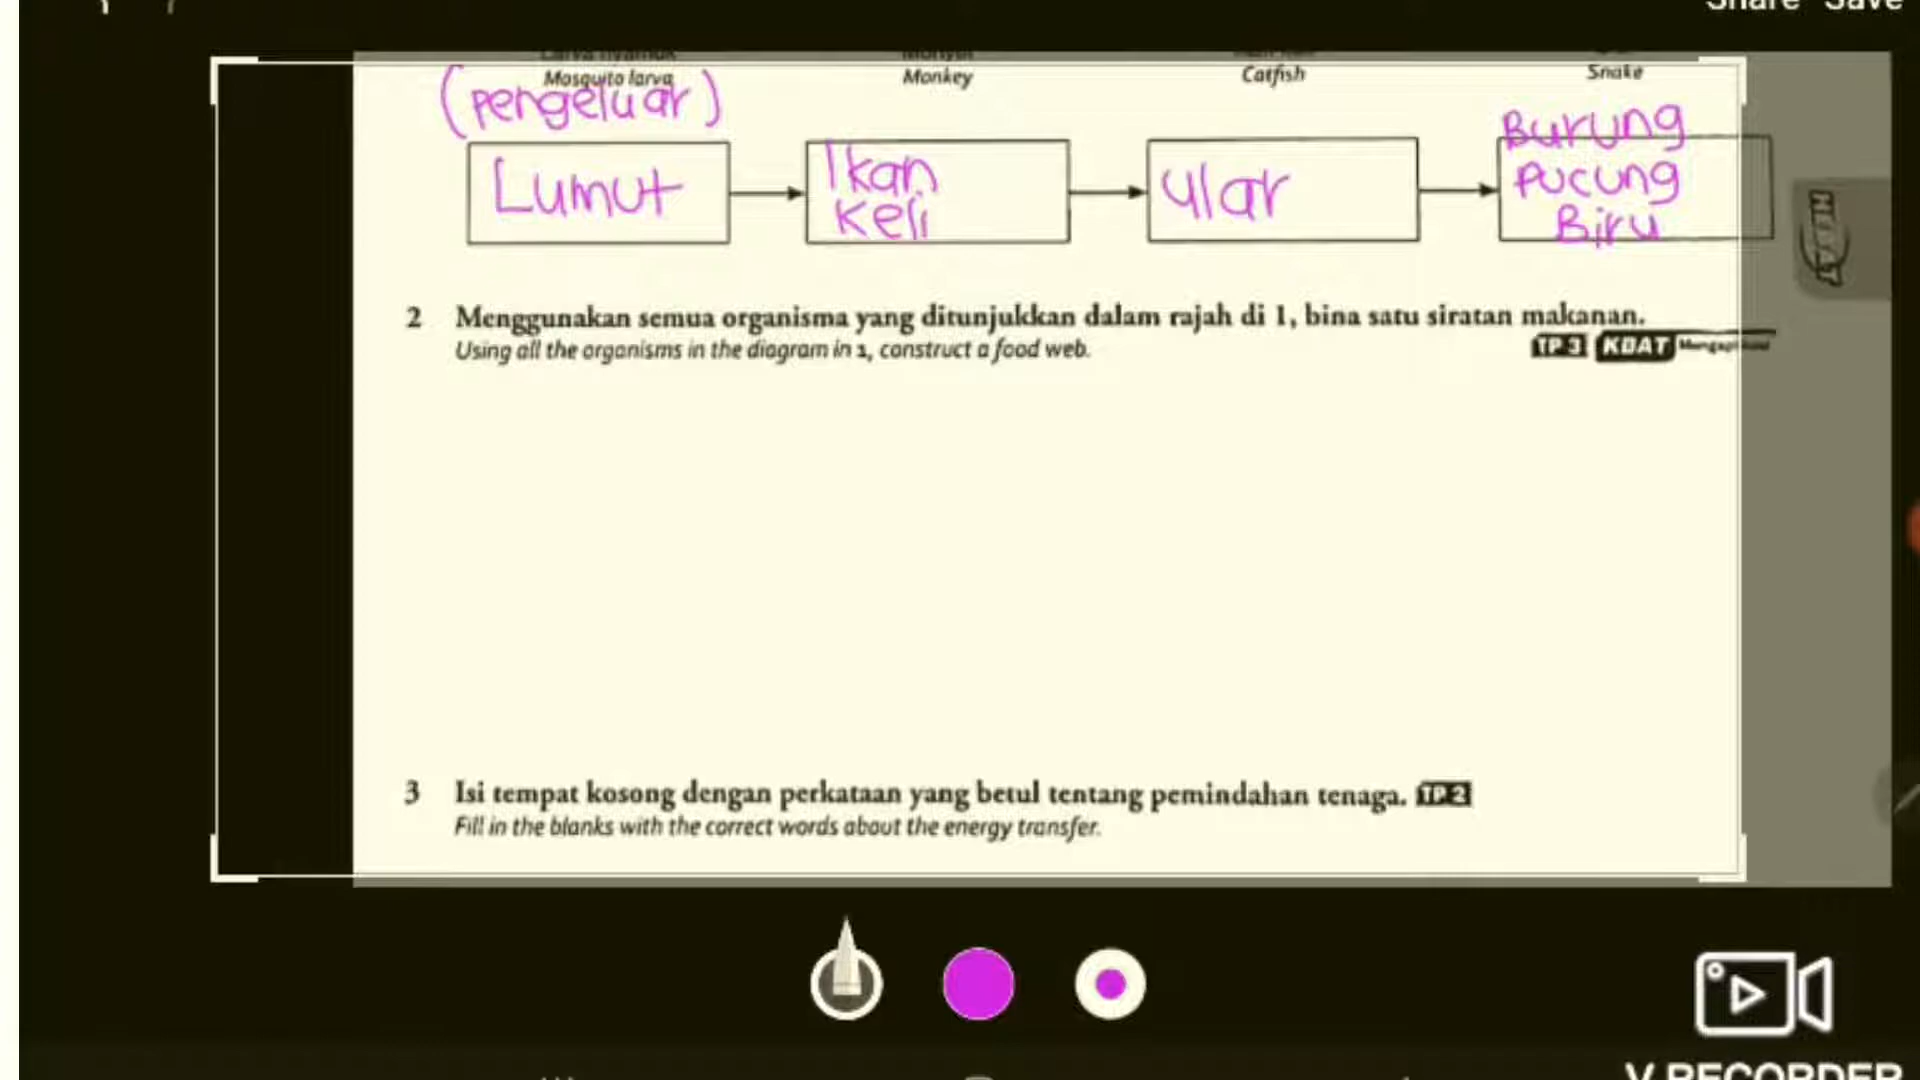 Share Save
Mosquito larva Monkey Catfish Snake
(Pengeluar)
Lumut Ikan Keli Ular Burung Pucung Biru
2 Menggunakan semua organisma yang ditunjukkan dalam rajah di 1, bina satu siratan makanan.
Using all the organisms in the diagram in 1, construct a food web.
TP 3 KBAT Mengaplikasi
3 Isi tempat kosong dengan perkataan yang betul tentang pemindahan tenaga. TP 2
Fill in the blanks with the correct words about the energy transfer.
V RECORDER